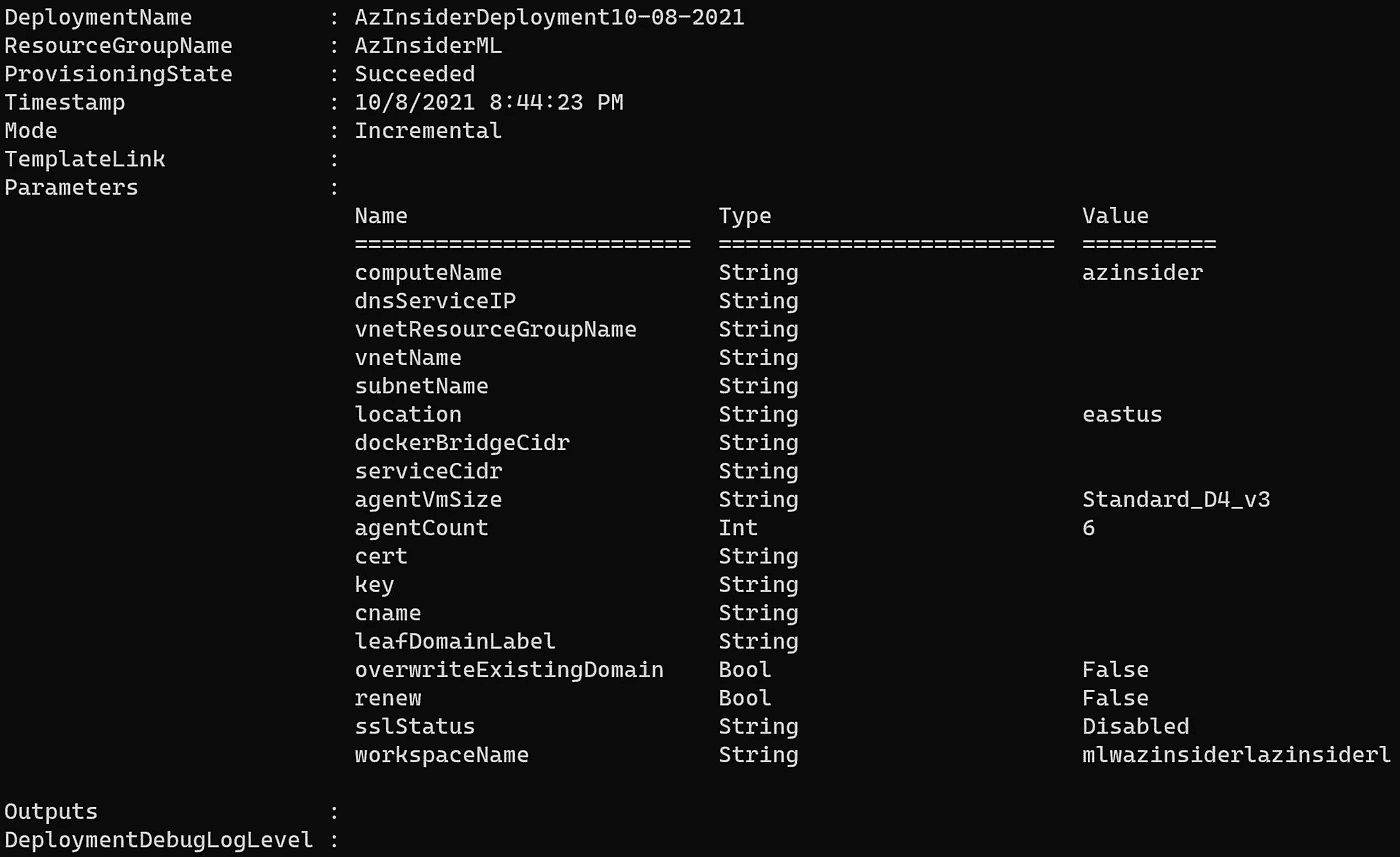 DeploymentName          : AzInsiderDeployment10-08-2021
ResourceGroupName       : AzInsiderML
ProvisioningState       : Succeeded
Timestamp               : 10/8/2021 8:44:23 PM
Mode                    : Incremental
TemplateLink            :
Parameters              :
                          Name                       Type                       Value
                          =========================  =========================  ==========
                          computeName                String                     azinsider
                          dnsServiceIP               String
                          vnetResourceGroupName      String
                          vnetName                   String
                          subnetName                 String
                          location                   String                     eastus
                          dockerBridgeCidr           String
                          serviceCidr                String
                          agentVmSize                String                     Standard_D4_v3
                          agentCount                 Int                        6
                          cert                       String
                          key                        String
                          cname                      String
                          leafDomainLabel            String
                          overwriteExistingDomain    Bool                       False
                          renew                      Bool                       False
                          sslStatus                  String                     Disabled
                          workspaceName              String                     mlwazinsiderlazinsiderl

Outputs                 :
DeploymentDebugLogLevel :